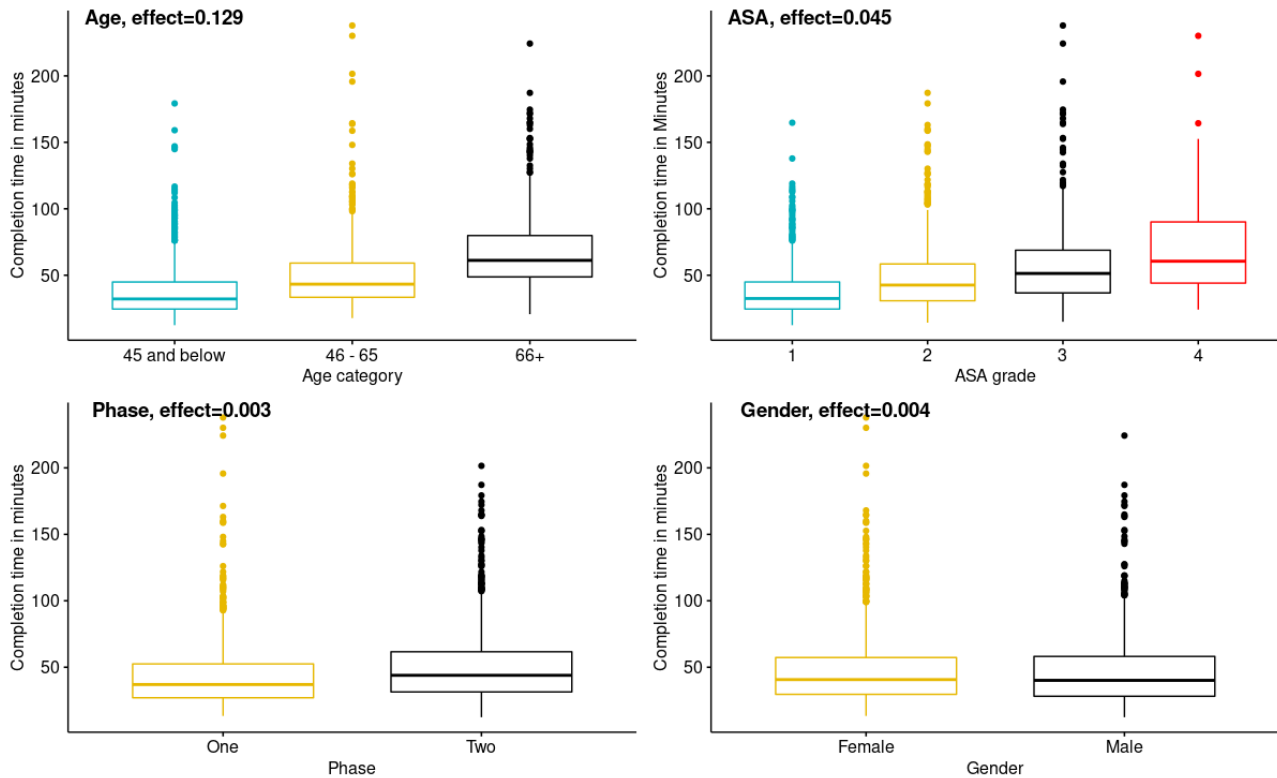 Age, effect=0.129
Completion time in minutes
200
150
100
50
45 and below 46 - 65 66+
Age category
ASA, effect=0.045
Completion time in Minutes
200
150
100
50
1 2 3 4
ASA grade
Phase, effect=0.003
Completion time in minutes
200
150
100
50
One Two
Phase
Gender, effect=0.004
Completion time in minutes
200
150
100
50
Female Male
Gender